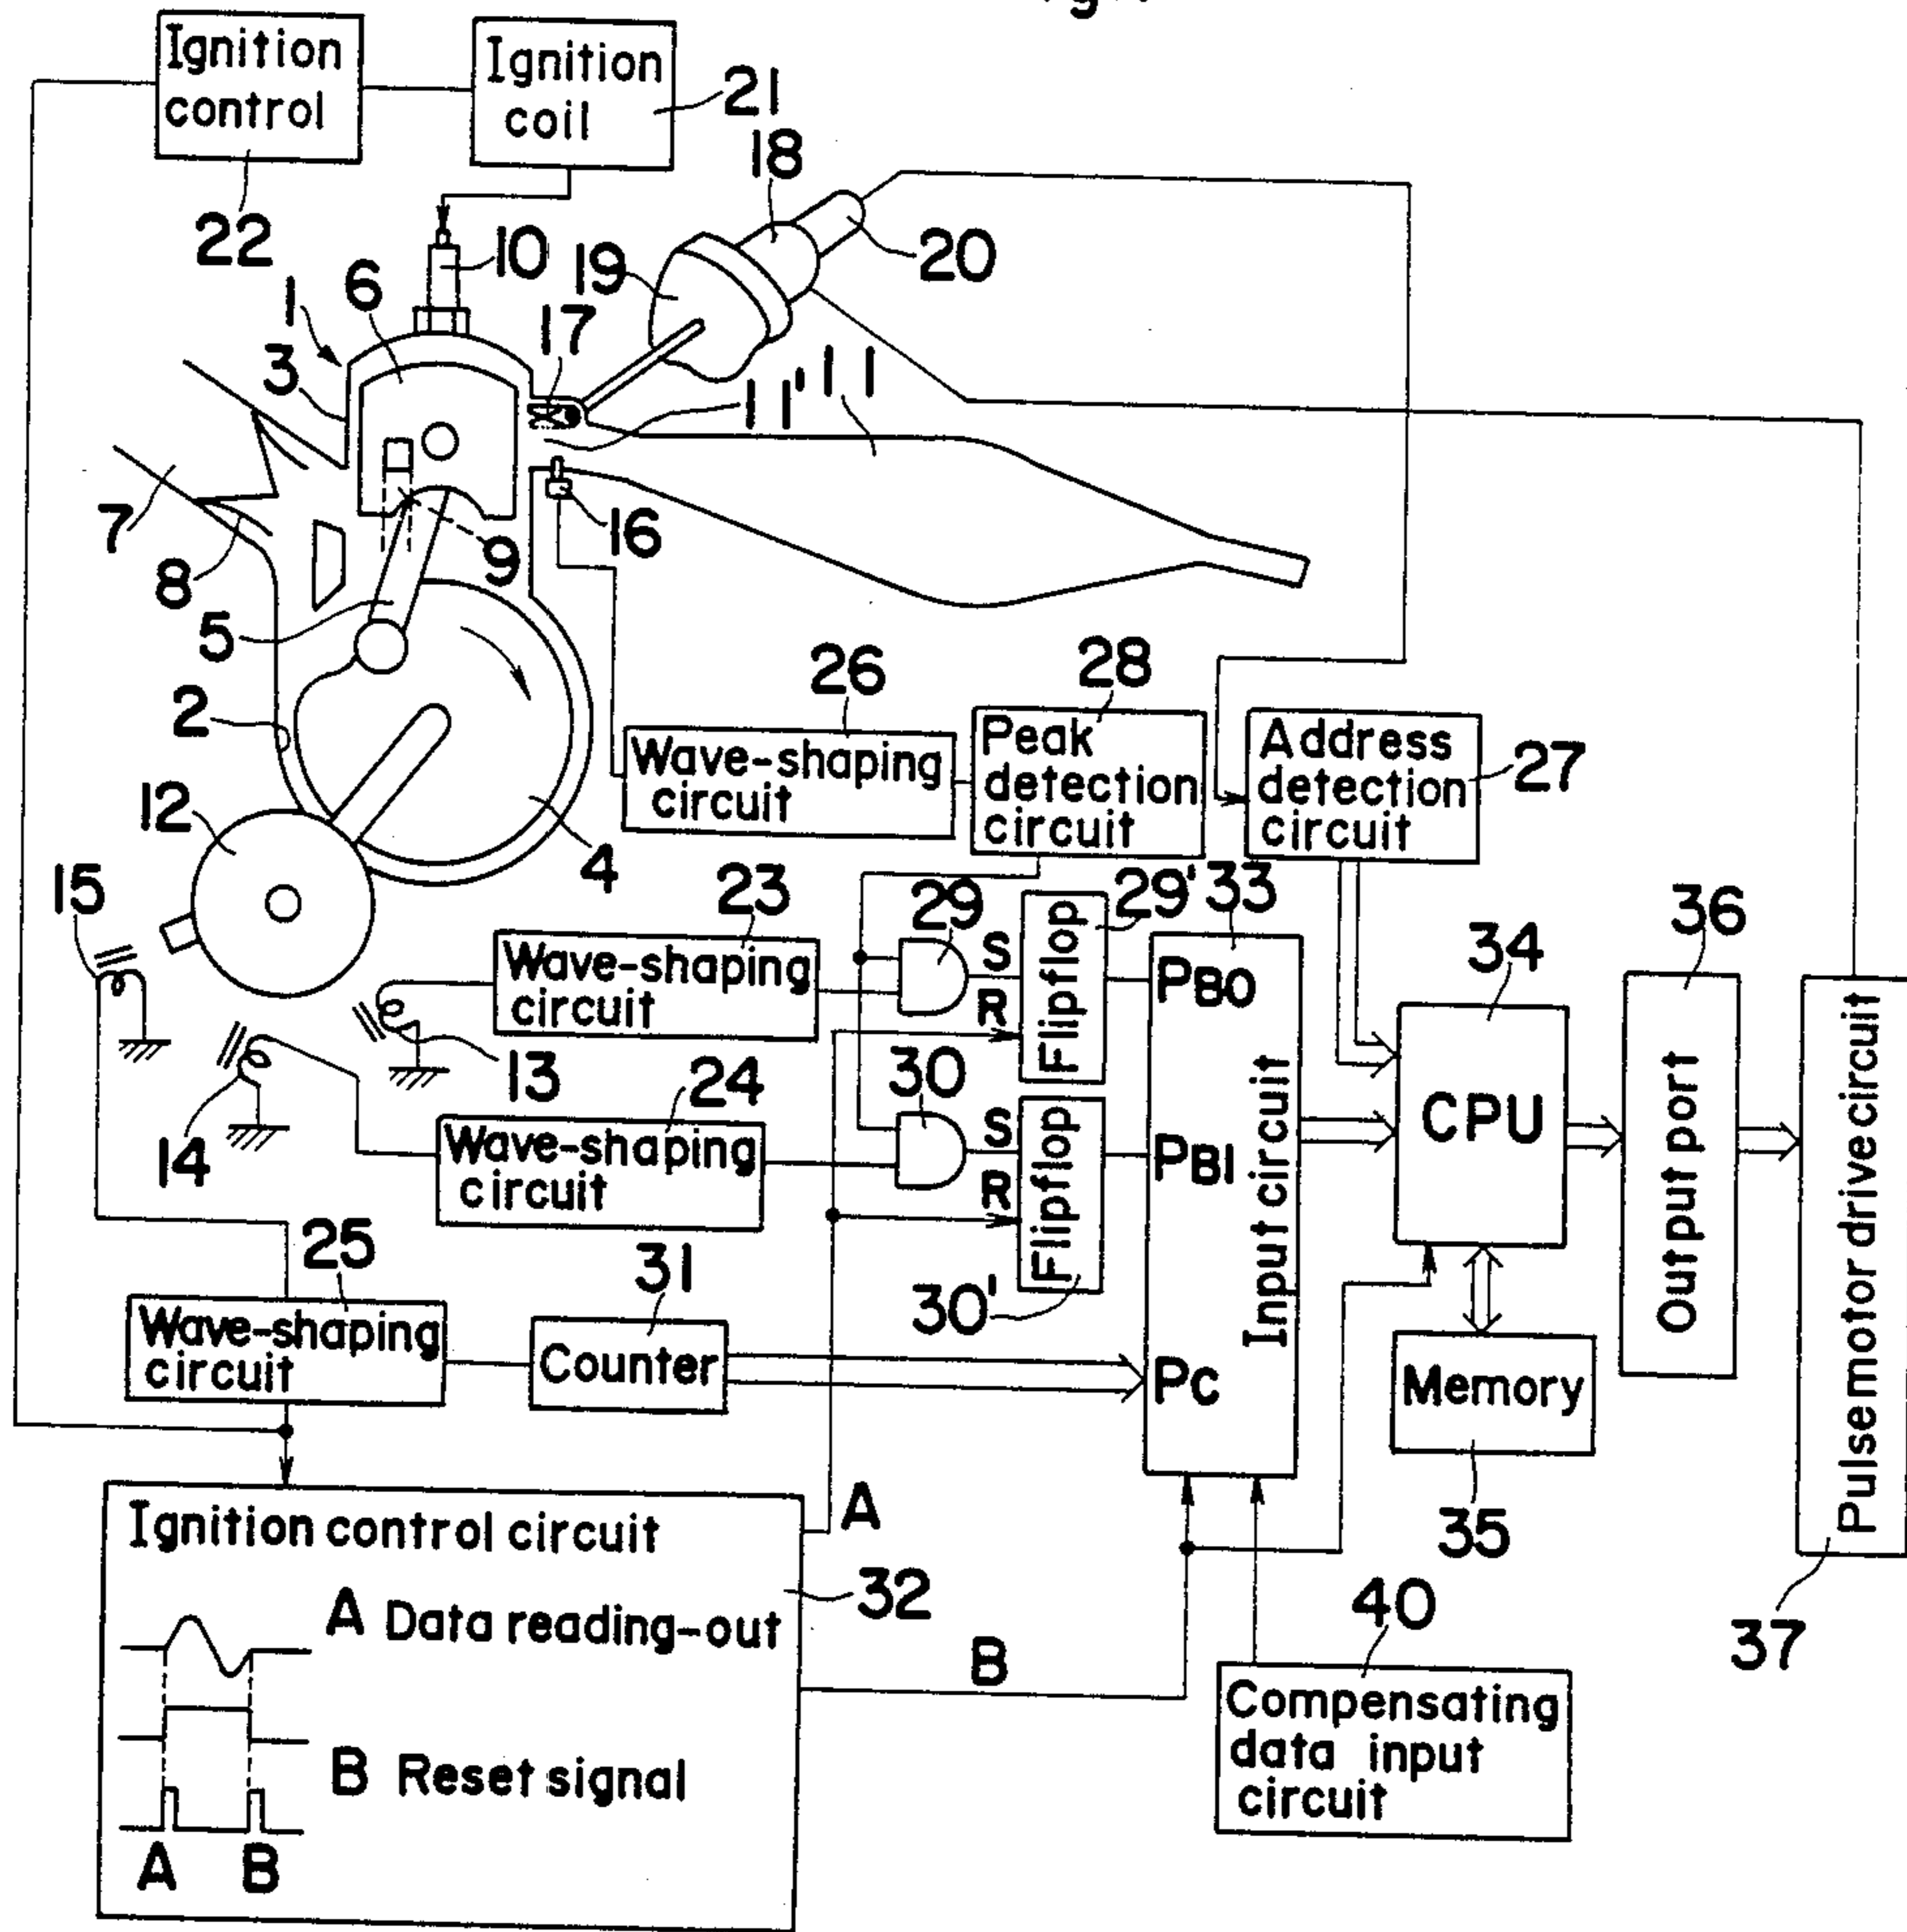 Ignition
control
Ignition
coil
21
18
22
10
19
20
6
1
17
3
11'
11
7
16
9
8
5
28
26
2
Peak
detection
circuit
Address
detection
circuit
27
Wave-shaping
circuit
12
4
15
23
29
29'
33
36
34
Wave-shaping
circuit
S
R
Flipflop
PB0
13
24
30
CPU
Output port
Pulse motor drive circuit
14
Wave-shaping
circuit
S
R
Flipflop
PB1
Input circuit
25
31
30'
Wave-shaping
circuit
Counter
PC
Memory
35
A
Ignition control circuit
32
A Data reading-out
40
37
B
Compensating
data input
circuit
B Reset signal
A
B